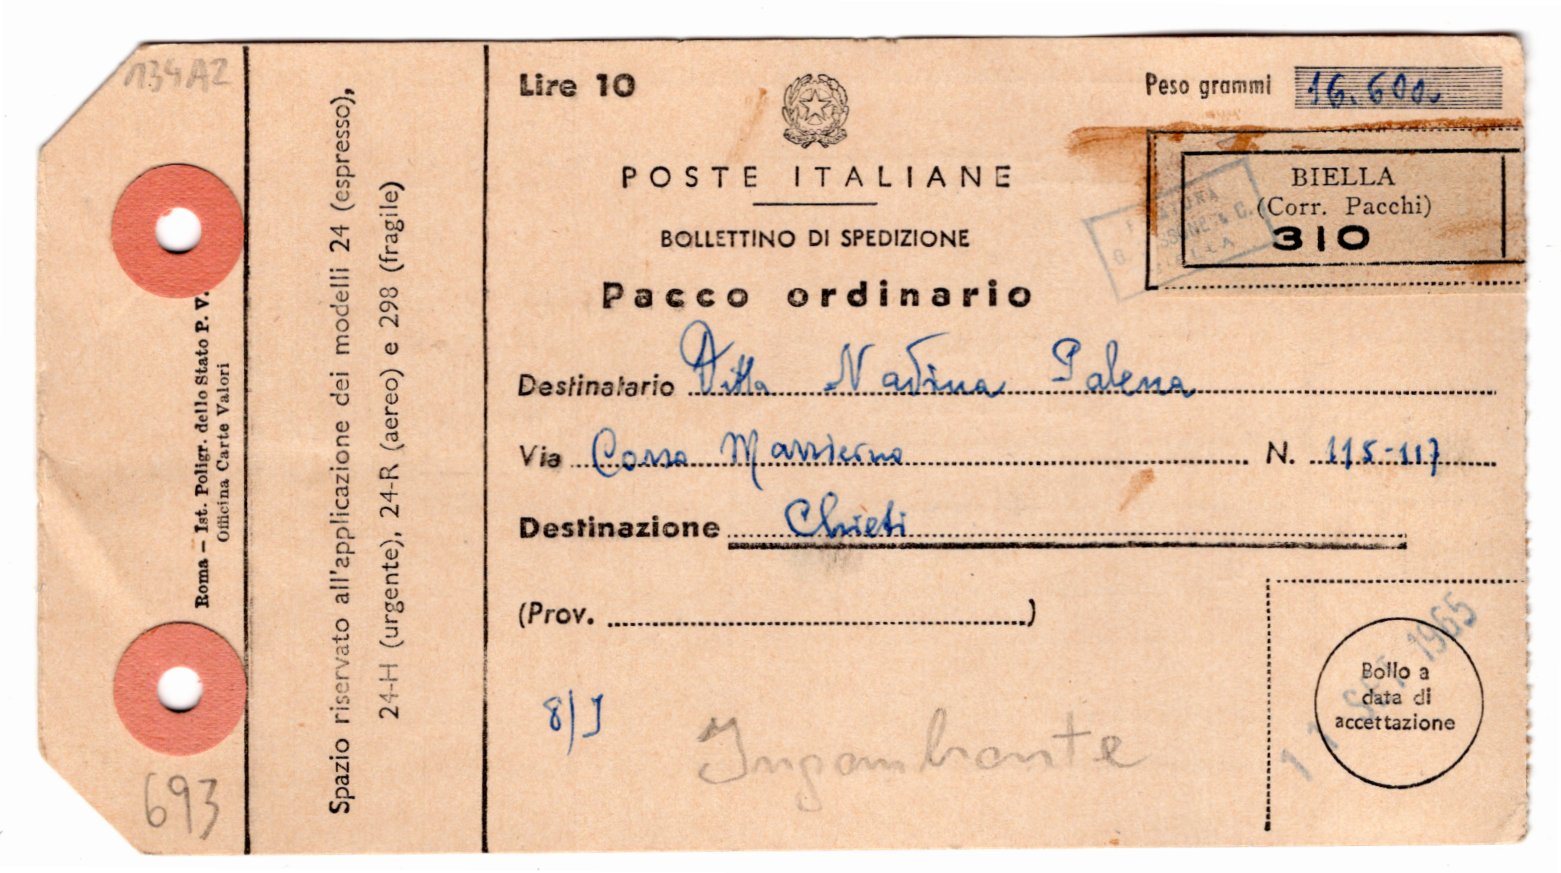 134A2
Roma – Ist. Poligr. dello Stato P. V.
Officina Carte Valori
693
Spazio riservato all'applicazione dei modelli 24 (espresso),
24-H (urgente), 24-R (aereo) e 298 (fragile)
Lire 10
Peso grammi 16.600
POSTE ITALIANE
BOLLETTINO DI SPEDIZIONE
Pacco ordinario
BIELLA
(Corr. Pacchi)
310
Destinatario Ditta Nadina Palena
Via Corso Marrucino N. 115-117
Destinazione Chieti
(Prov. )
8/I
Ingombrante
11 SET 1965
Bollo a
data di
accettazione